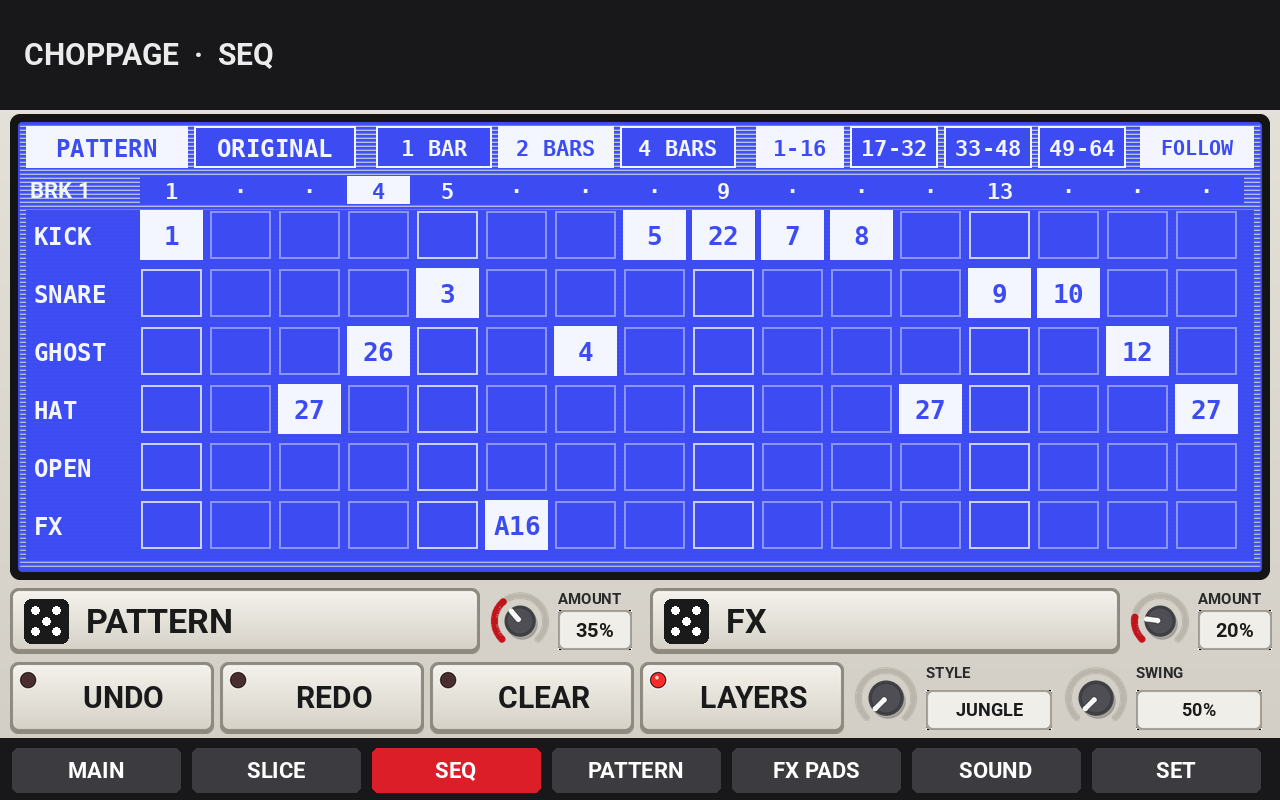 CHOPPAGE · SEQ
PATTERN ORIGINAL 1 BAR 2 BARS 4 BARS 1-16 17-32 33-48 49-64 FOLLOW
BRK 1 1 · · 4 5 · · · 9 · · · 13 · · ·
KICK 1 5 22 7 8
SNARE 3 9 10
GHOST 26 4 12
HAT 27 27 27
OPEN
FX A16
PATTERN AMOUNT 35% FX AMOUNT 20%
UNDO REDO CLEAR LAYERS STYLE JUNGLE SWING 50%
MAIN SLICE SEQ PATTERN FX PADS SOUND SET